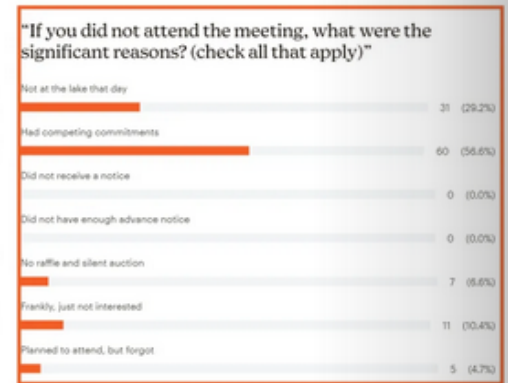 “If you did not attend the meeting, what were the
significant reasons? (check all that apply)”
Not at the lake that day
31 (29.2%)
Had competing commitments
60 (56.6%)
Did not receive a notice
0 (0.0%)
Did not have enough advance notice
0 (0.0%)
No raffle and silent auction
7 (6.6%)
Frankly, just not interested
11 (10.4%)
Planned to attend, but forgot
5 (4.7%)